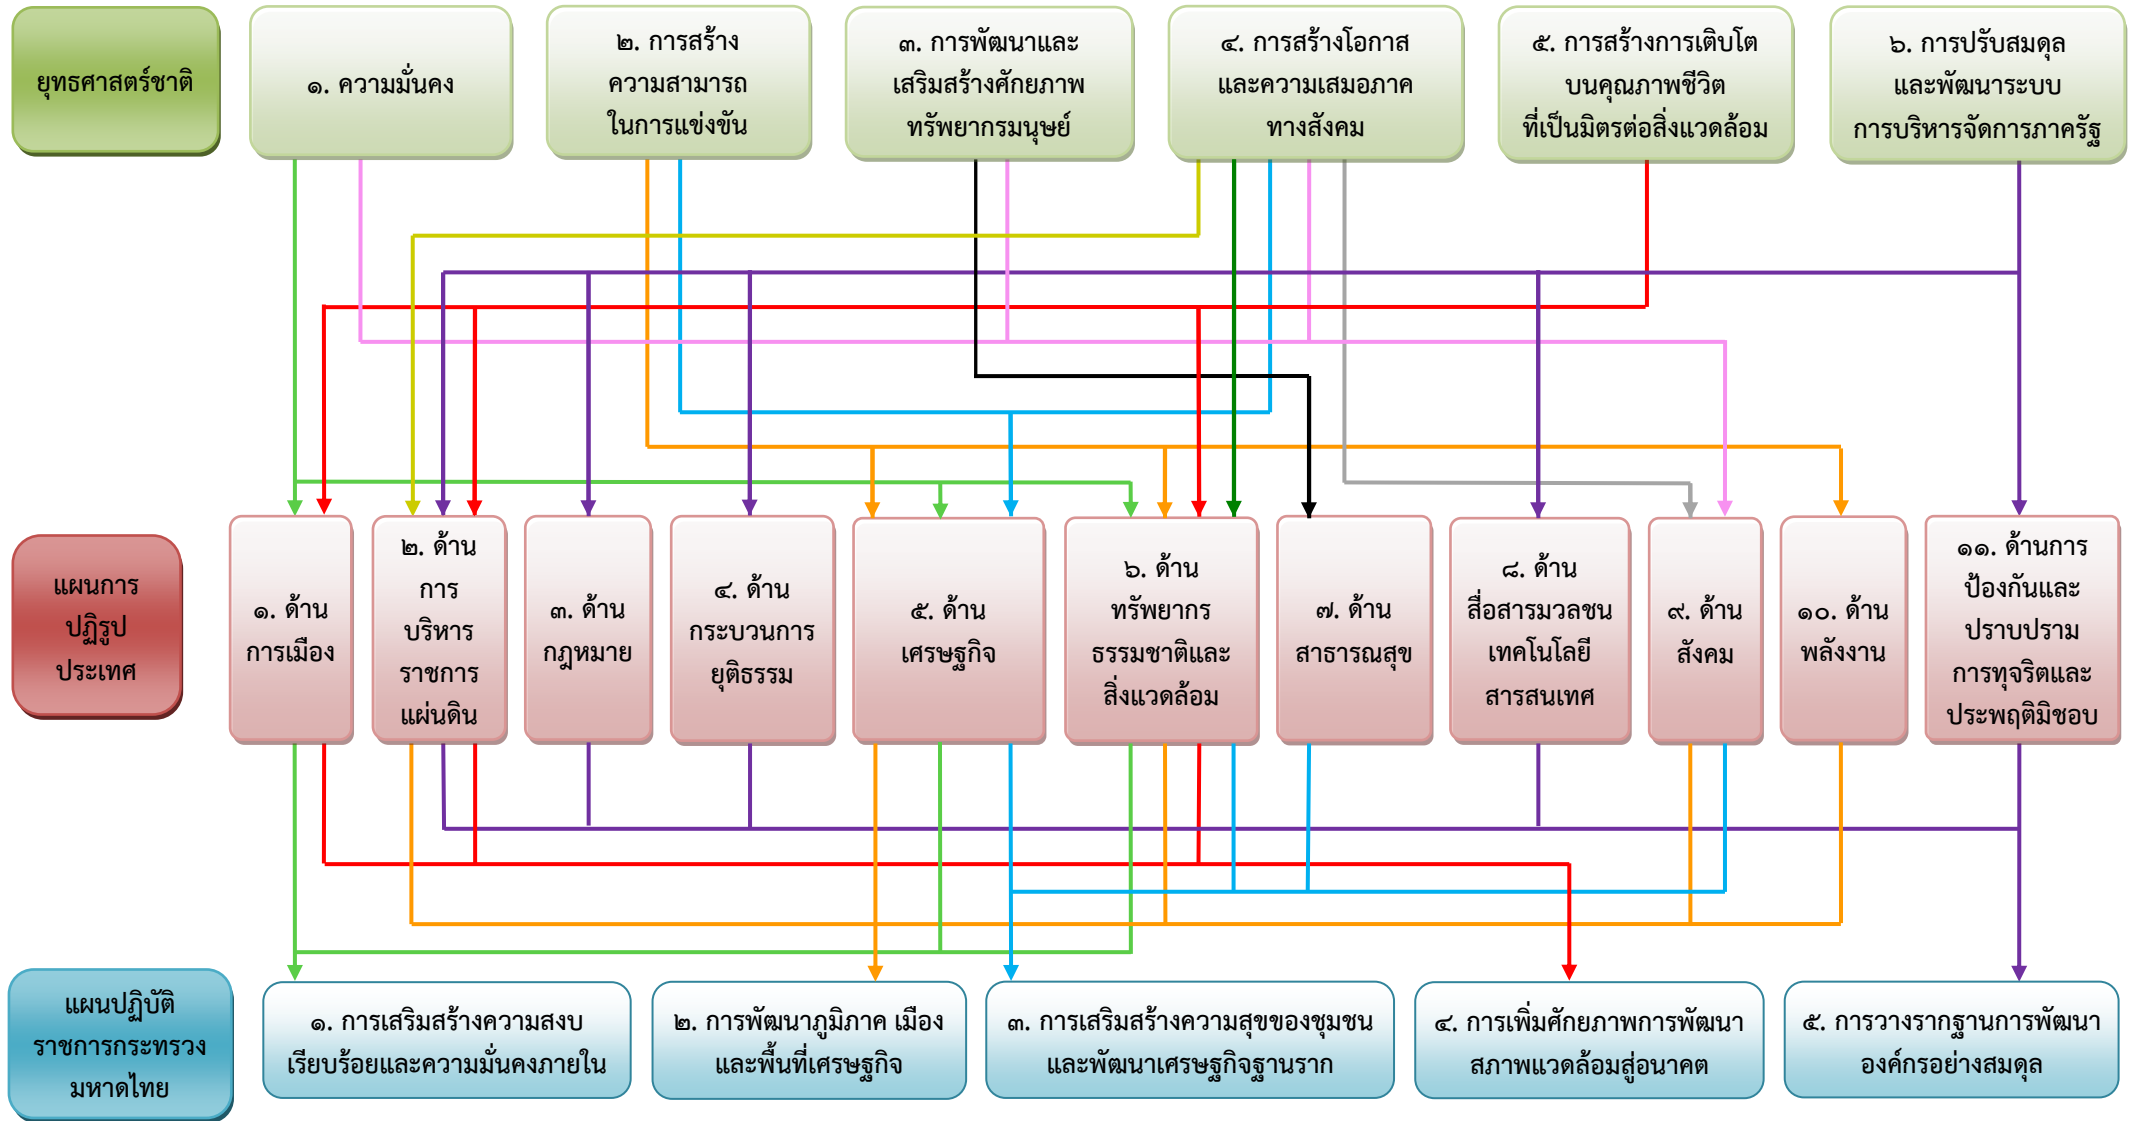 ยุทธศาสตร์ชาติ
๑. ความมั่นคง
๒. การสร้าง
ความสามารถ
ในการแข่งขัน
๓. การพัฒนาและ
เสริมสร้างศักยภาพ
ทรัพยากรมนุษย์
๔. การสร้างโอกาส
และความเสมอภาค
ทางสังคม
๕. การสร้างการเติบโต
บนคุณภาพชีวิต
ที่เป็นมิตรต่อสิ่งแวดล้อม
๖. การปรับสมดุล
และพัฒนาระบบ
การบริหารจัดการภาครัฐ
แผนการ
ปฏิรูป
ประเทศ
๑. ด้าน
การเมือง
๒. ด้าน
การ
บริหาร
ราชการ
แผ่นดิน
๓. ด้าน
กฎหมาย
๔. ด้าน
กระบวนการ
ยุติธรรม
๕. ด้าน
เศรษฐกิจ
๖. ด้าน
ทรัพยากร
ธรรมชาติและ
สิ่งแวดล้อม
๗. ด้าน
สาธารณสุข
๘. ด้าน
สื่อสารมวลชน
เทคโนโลยี
สารสนเทศ
๙. ด้าน
สังคม
๑๐. ด้าน
พลังงาน
๑๑. ด้านการ
ป้องกันและ
ปราบปราม
การทุจริตและ
ประพฤติมิชอบ
แผนปฏิบัติ
ราชการกระทรวง
มหาดไทย
๑. การเสริมสร้างความสงบ
เรียบร้อยและความมั่นคงภายใน
๒. การพัฒนาภูมิภาค เมือง
และพื้นที่เศรษฐกิจ
๓. การเสริมสร้างความสุขของชุมชน
และพัฒนาเศรษฐกิจฐานราก
๔. การเพิ่มศักยภาพการพัฒนา
สภาพแวดล้อมสู่อนาคต
๕. การวางรากฐานการพัฒนา
องค์กรอย่างสมดุล